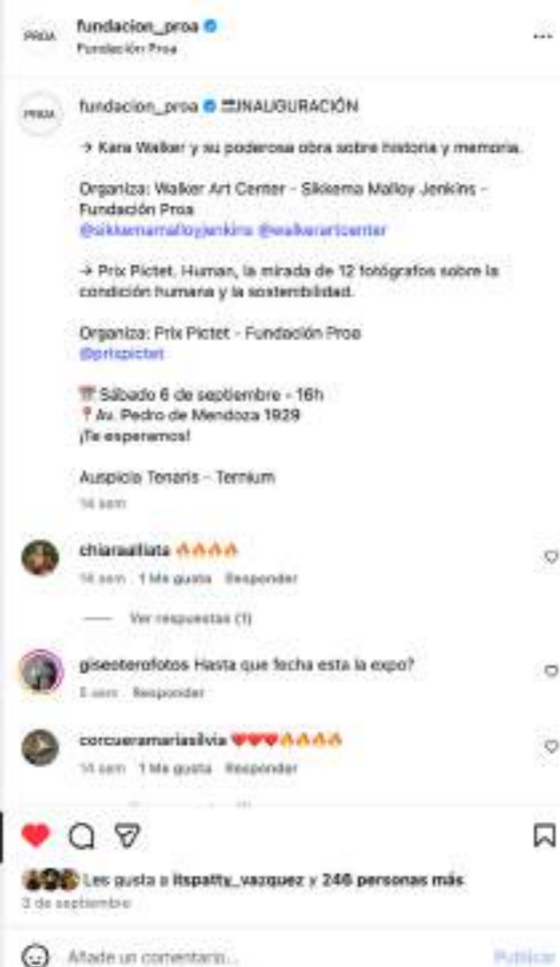 PROA
fundacion_proa
Fundación Proa
PROA
fundacion_proa INAUGURACIÓN
→ Kara Walker y su poderosa obra sobre historia y memoria.
Organiza: Walker Art Center - Sikkema Malloy Jenkins -
Fundación Proa
@sikkemamalloyjenkins @walkerartcenter
→ Prix Pictet. Human, la mirada de 12 fotógrafos sobre la
condición humana y la sostenibilidad.
Organiza: Prix Pictet - Fundación Proa
@prixpictet
Sábado 6 de septiembre - 16h
Av. Pedro de Mendoza 1929
¡Te esperamos!
Auspicia Tenaris - Ternium
14 sem
chiaraalliata 🔥🔥🔥🔥
14 sem 1 Me gusta Responder
Ver respuestas (1)
giseoterofotos Hasta que fecha esta la expo?
5 sem Responder
corcueramariasilvia ❤️❤️❤️🔥🔥🔥🔥
14 sem 1 Me gusta Responder
Les gusta a itspatty_vazquez y 246 personas más
3 de septiembre
Añade un comentario...
Publicar